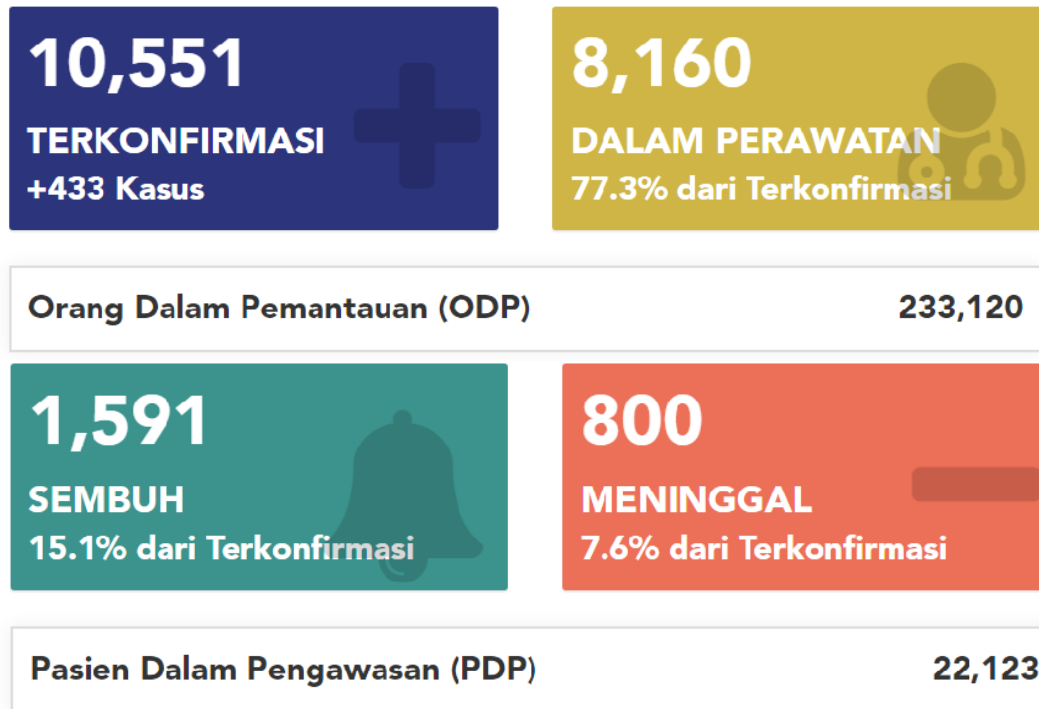 10,551
TERKONFIRMASI
+433 Kasus
8,160
DALAM PERAWATAN
77.3% dari Terkonfirmasi
Orang Dalam Pemantauan (ODP) 233,120
1,591
SEMBUH
15.1% dari Terkonfirmasi
800
MENINGGAL
7.6% dari Terkonfirmasi
Pasien Dalam Pengawasan (PDP) 22,123